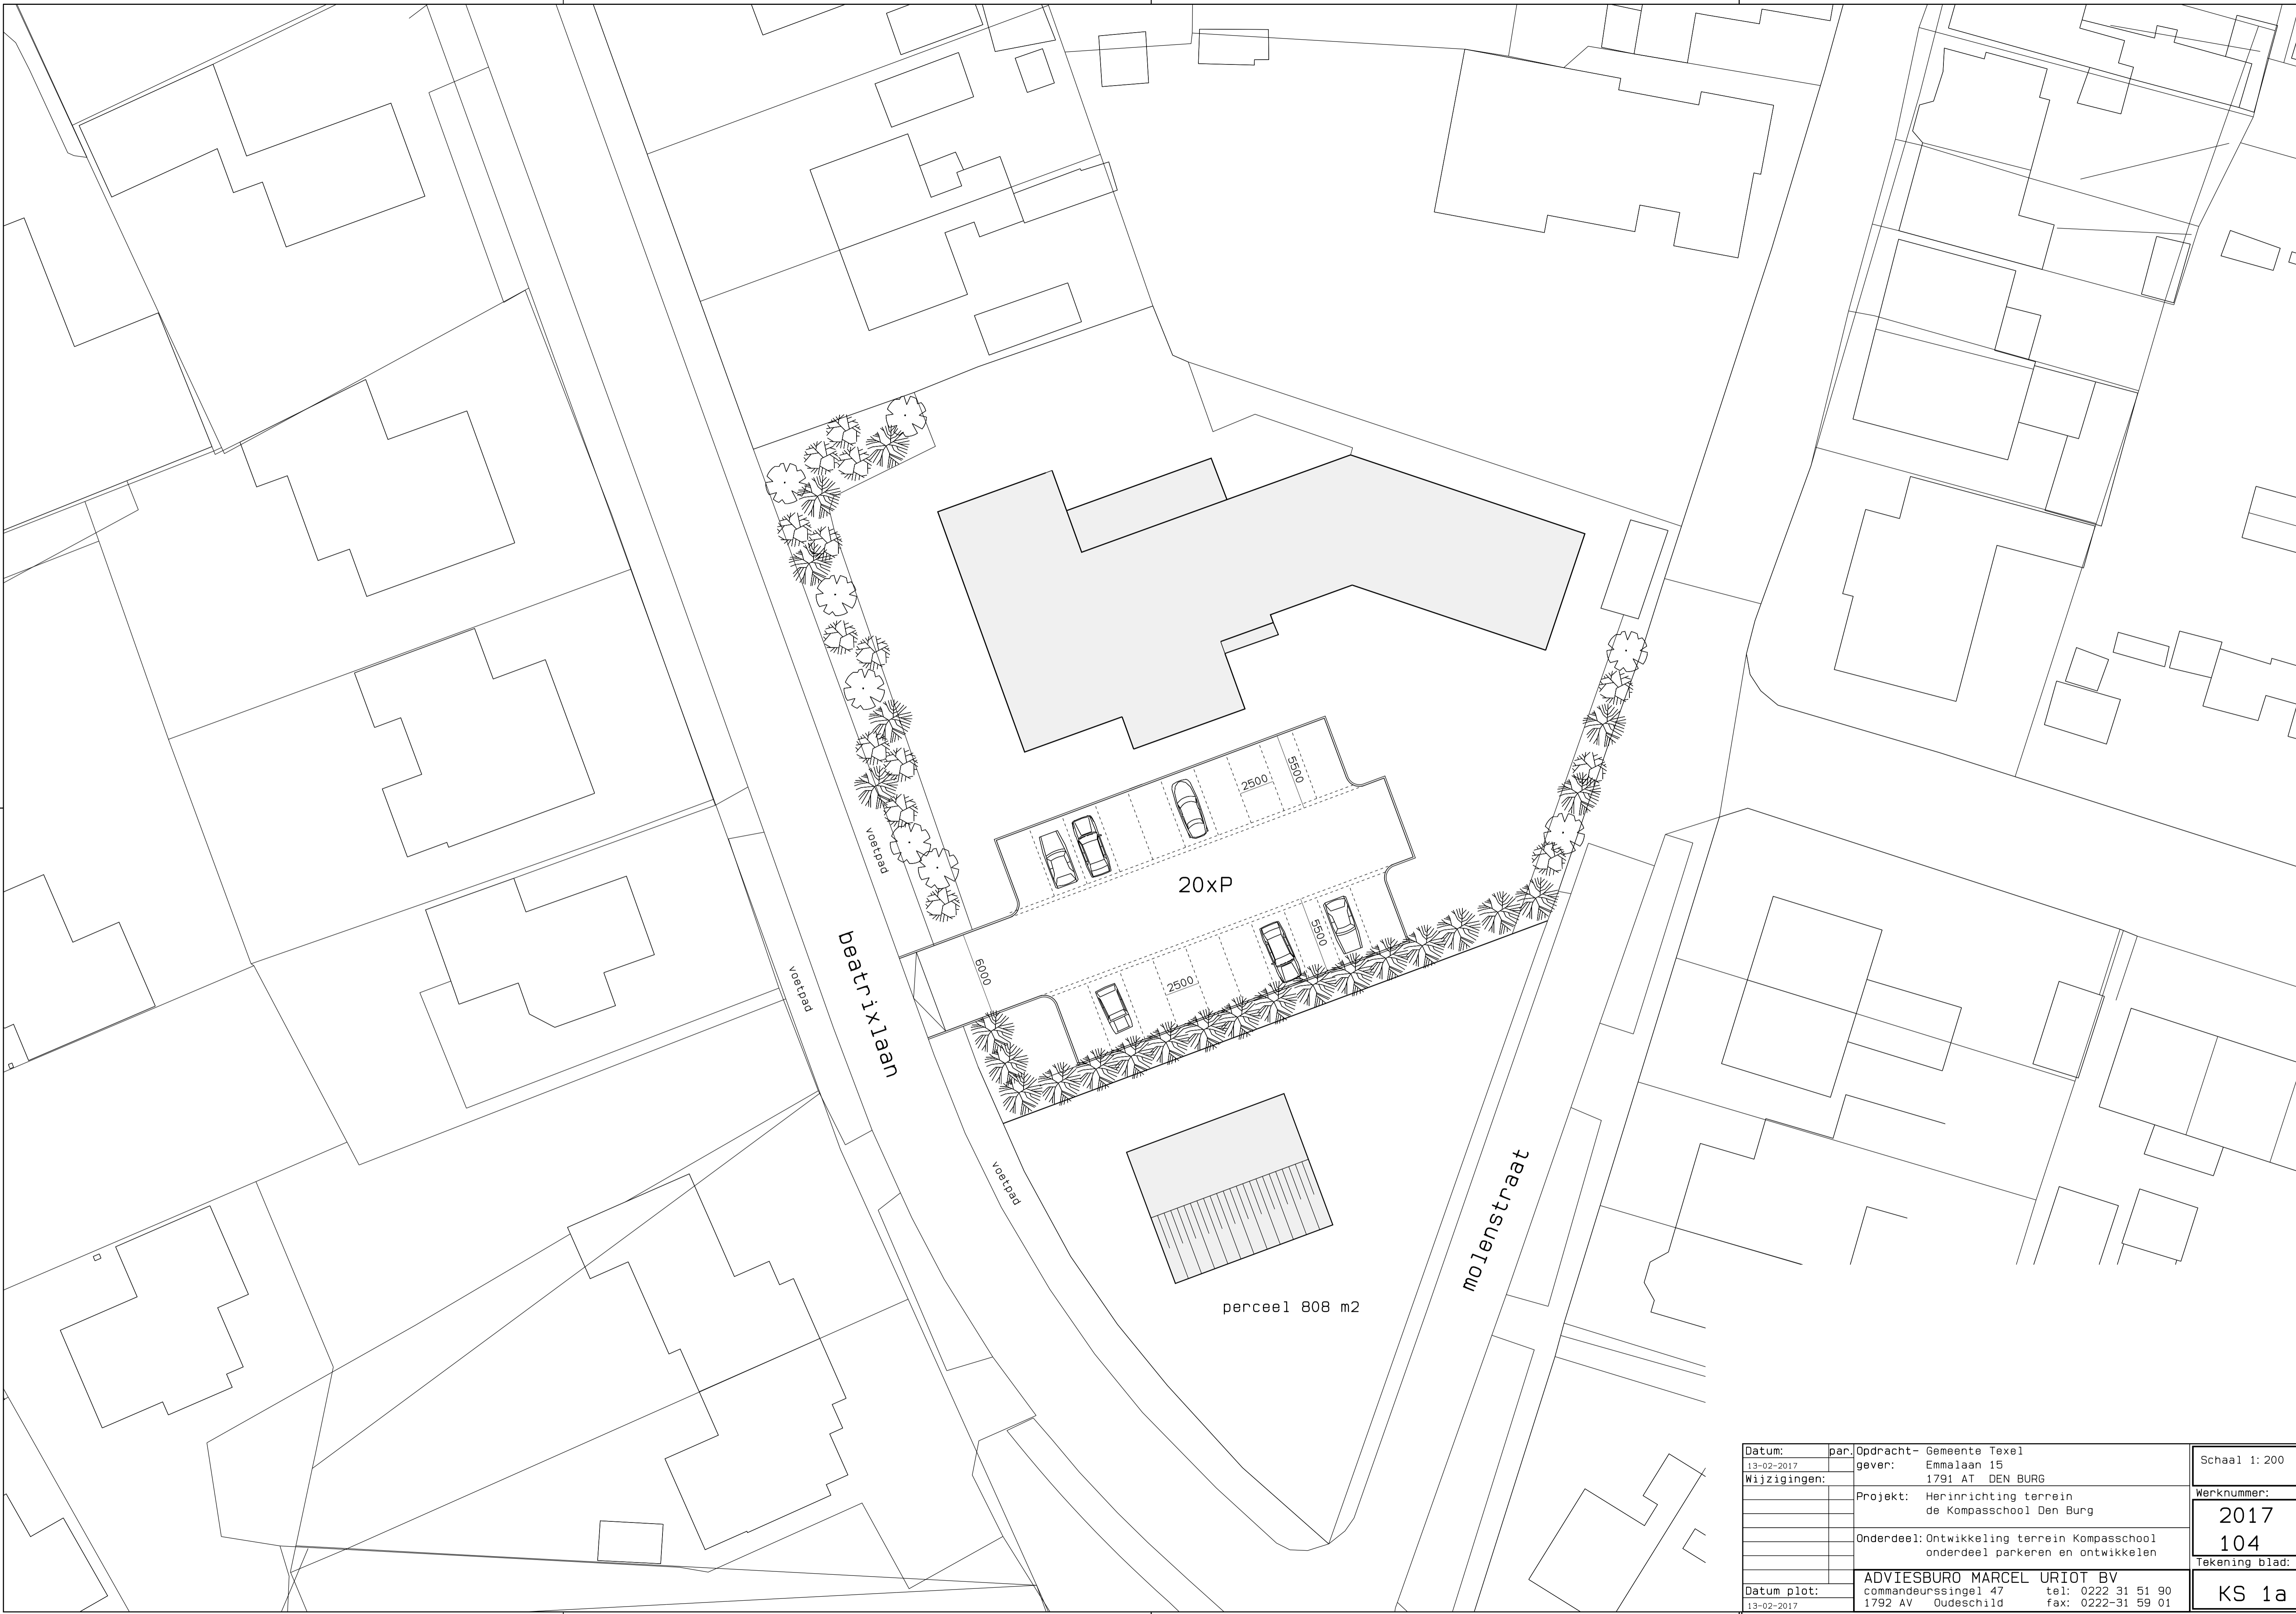 5500
2500
voetpad
20xP
beatrixlaan
5500
6000
2500
voetpad
voetpad
molenstraat
perceel 808 m2
Datum: par.
13-02-2017
Wijzigingen:
Opdracht- Gemeente Texel
gever: Emmalaan 15
1791 AT DEN BURG
Schaal 1:200
Projekt: Herinrichting terrein
de Kompasschool Den Burg
Werknummer:
2017
104
Onderdeel: Ontwikkeling terrein Kompasschool
onderdeel parkeren en ontwikkelen
Tekening blad:
KS 1a
Datum plot:
13-02-2017
ADVIESBURO MARCEL URIOT BV
commandeurssingel 47 tel: 0222 31 51 90
1792 AV Oudeschild fax: 0222-31 59 01